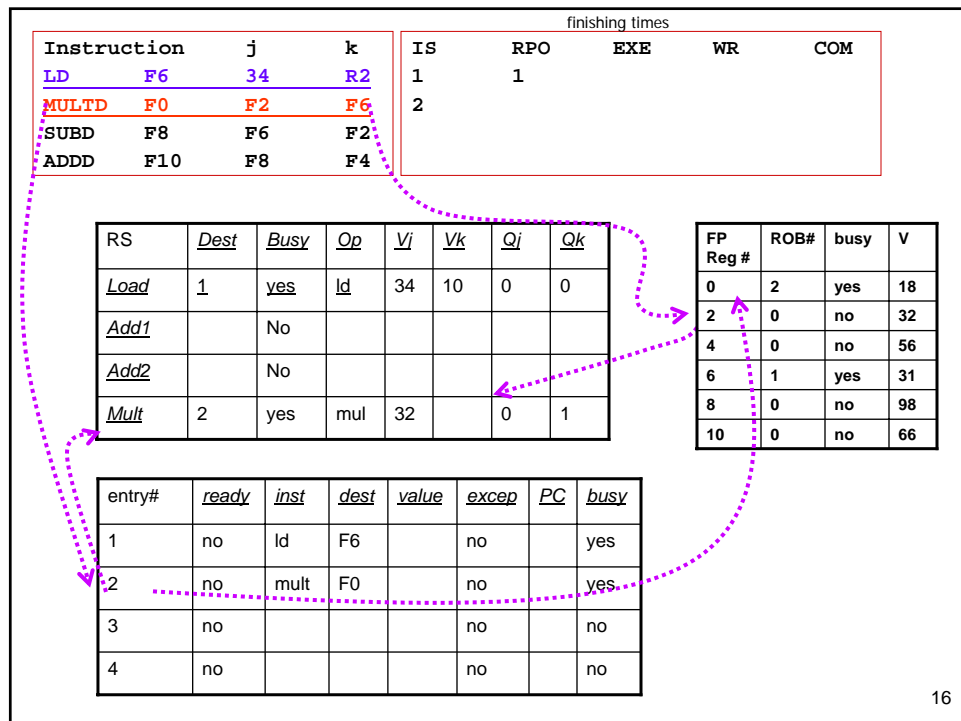 finishing times
Instruction j k
LD F6 34 R2
MULTD F0 F2 F6
SUBD F8 F6 F2
ADDD F10 F8 F4
IS RPO EXE WR COM
1 1
2
RS Dest Busy Op Vj Vk Qj Qk
Load 1 yes ld 34 10 0 0
Add1 No
Add2 No
Mult 2 yes mul 32 0 1
FP Reg # ROB# busy V
0 2 yes 18
2 0 no 32
4 0 no 56
6 1 yes 31
8 0 no 98
10 0 no 66
entry# ready inst dest value excep PC busy
1 no ld F6 no yes
2 no mult F0 no yes
3 no no no
4 no no no
16